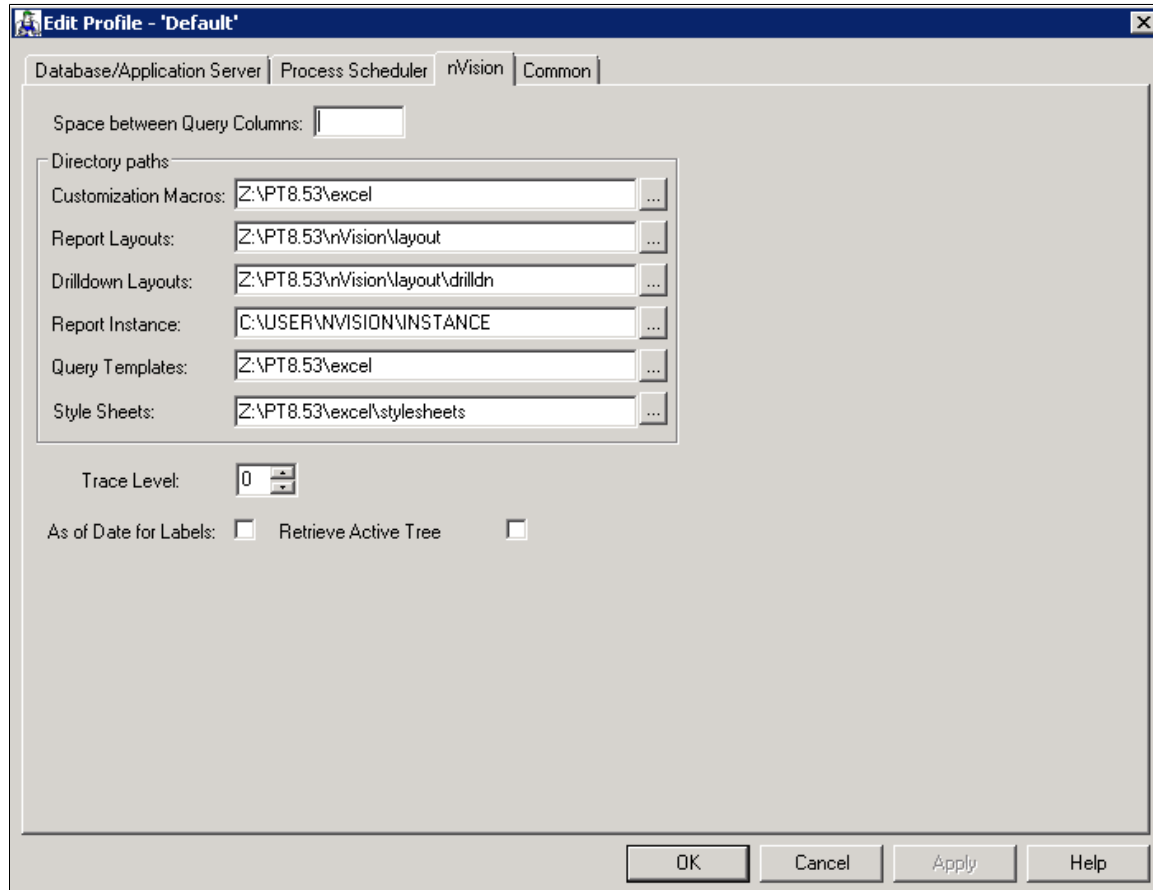 Edit Profile - 'Default'
Database/Application Server Process Scheduler nVision Common
Space between Query Columns:
Directory paths
Customization Macros: Z:\PT8.53\excel ...
Report Layouts: Z:\PT8.53\nVision\layout ...
Drilldown Layouts: Z:\PT8.53\nVision\layout\drilldn ...
Report Instance: C:\USER\NVISION\INSTANCE ...
Query Templates: Z:\PT8.53\excel ...
Style Sheets: Z:\PT8.53\excel\stylesheets ...
Trace Level: 0
As of Date for Labels: Retrieve Active Tree
OK Cancel Apply Help